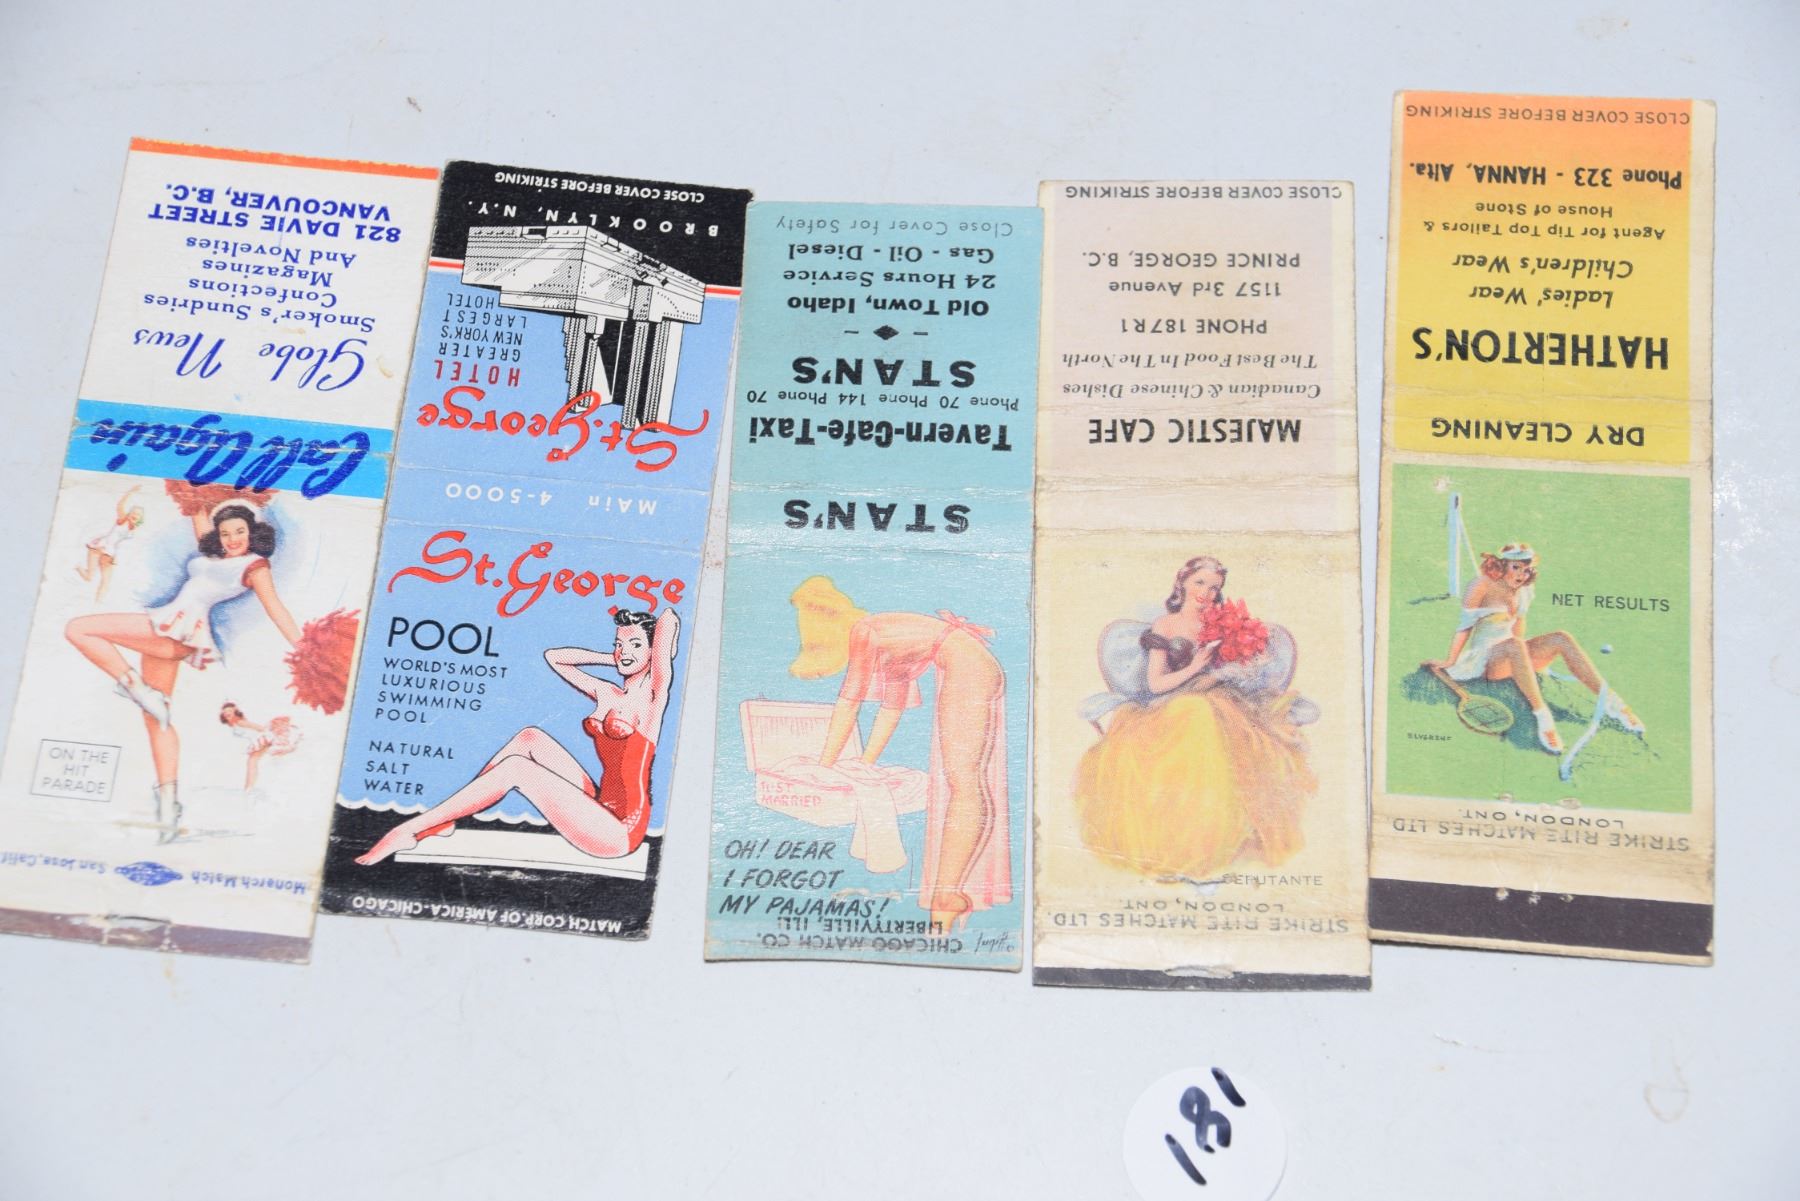 CLOSE COVER BEFORE STRIKING
821 DAVIE STREET
VANCOUVER, B.C.
Smoker's Sundries
Confections
Magazines
And Novelties
Globe News
Call Again
ON THE
HIT
PARADE
Monarch Match San Jose, Calif.
CLOSE COVER BEFORE STRIKING
BROOKLYN, N.Y.
St. George
HOTEL
GREATER
NEW YORK'S
LARGEST
HOTEL
MAin 4-5000
St. George
POOL
WORLD'S MOST
LUXURIOUS
SWIMMING
POOL
NATURAL
SALT
WATER
MATCH CORP. OF AMERICA-CHICAGO
STAN'S
Tavern-Cafe-Taxi
Phone 70 Phone 144 Phone 70
STAN'S
Old Town, Idaho
24 Hours Service
Gas - Oil - Diesel
Close Cover for Safety
JUST
MARRIED
OH! DEAR
I FORGOT
MY PAJAMAS!
CHICAGO MATCH CO.
LIBERTYVILLE, ILL.
MAJESTIC CAFE
Canadian & Chinese Dishes
The Best Food In The North
PHONE 187R1
1157 3rd Avenue
PRINCE GEORGE, B.C.
CLOSE COVER BEFORE STRIKING
DEBUTANTE
STRIKE RITE MATCHES LTD.
LONDON, ONT.
DRY CLEANING
HATHERTON'S
Ladies' Wear
Children's Wear
Agent for Tip Top Tailors &
House of Stone
Phone 323 - HANNA, Alta.
CLOSE COVER BEFORE STRIKING
NET RESULTS
ELVGREN
STRIKE RITE MATCHES LTD.
LONDON, ONT.
181